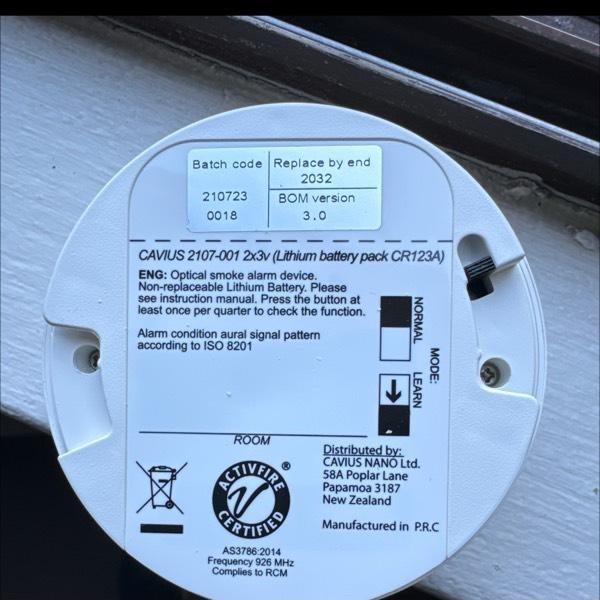 Batch code
210723
0018
Replace by end
2032
BOM version
3.0
CAVIUS 2107-001 2x3v (Lithium battery pack CR123A)
ENG: Optical smoke alarm device.
Non-replaceable Lithium Battery. Please
see instruction manual. Press the button at
least once per quarter to check the function.
Alarm condition aural signal pattern
according to ISO 8201
NORMAL
LEARN
MODE:
ROOM
ACTIVFIRE ®
CERTIFIED
AS3786:2014
Frequency 926 MHz
Complies to RCM
Distributed by:
CAVIUS NANO Ltd.
58A Poplar Lane
Papamoa 3187
New Zealand
Manufactured in P.R.C